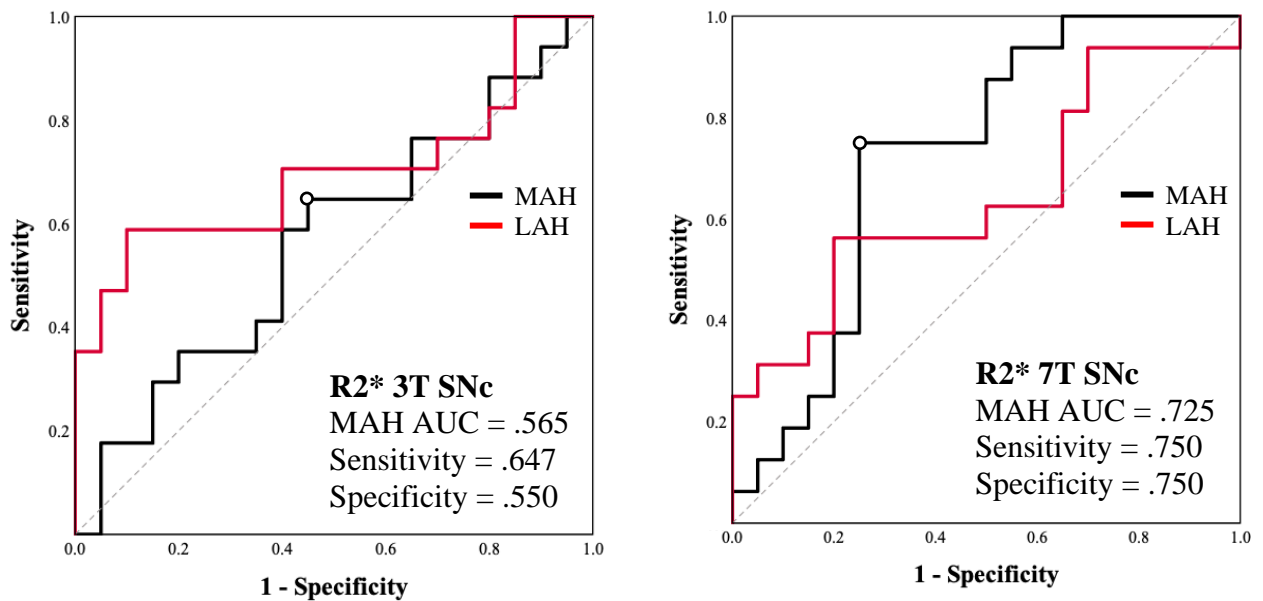 1.0
0.8
0.6
0.4
0.2
Sensitivity
MAH
LAH
R2* 3T SNc
MAH AUC = .565
Sensitivity = .647
Specificity = .550
0.0 0.2 0.4 0.6 0.8 1.0
1 - Specificity
1.0
0.8
0.6
0.4
0.2
Sensitivity
MAH
LAH
R2* 7T SNc
MAH AUC = .725
Sensitivity = .750
Specificity = .750
0.0 0.2 0.4 0.6 0.8 1.0
1 - Specificity